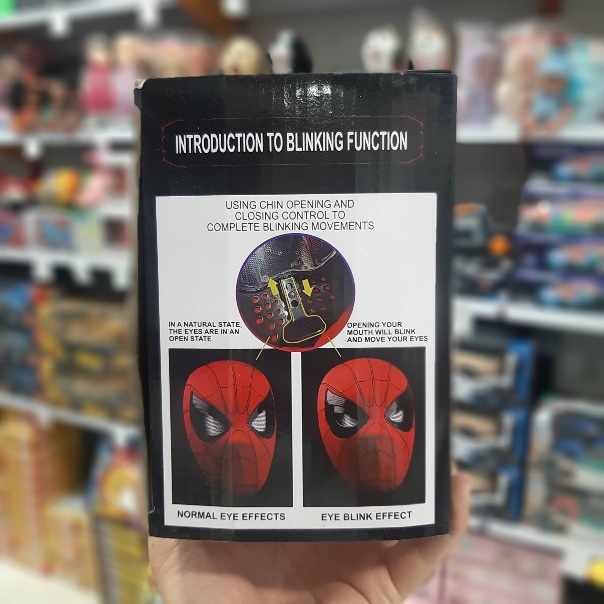 INTRODUCTION TO BLINKING FUNCTION
USING CHIN OPENING AND
CLOSING CONTROL TO
COMPLETE BLINKING MOVEMENTS
IN A NATURAL STATE,
THE EYES ARE IN AN
OPEN STATE
OPENING YOUR
MOUTH WILL BLINK
AND MOVE YOUR EYES
NORMAL EYE EFFECTS
EYE BLINK EFFECT